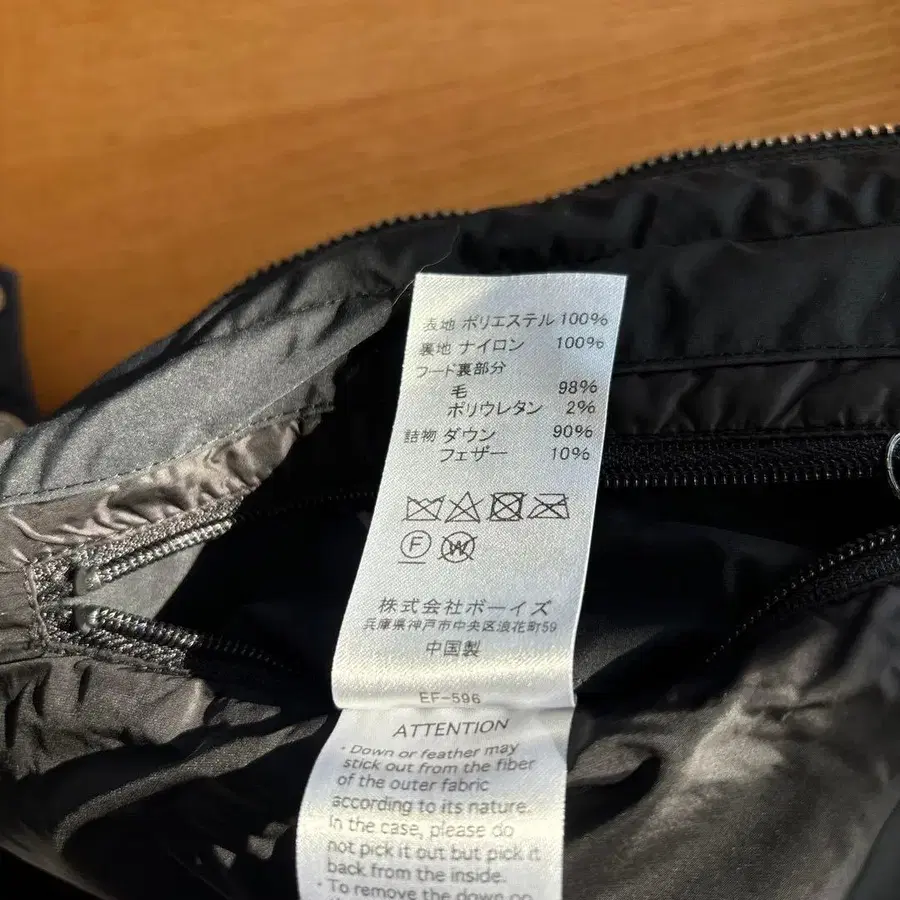 表地 ポリエステル 100%
裏地 ナイロン 100%
フード裏部分
毛 98%
ポリウレタン 2%
詰物 ダウン 90%
フェザー 10%
F
W
株式会社ボーイズ
兵庫県神戸市中央区浪花町59
中国製
EF-596
ATTENTION
・Down or feather may
stick out from the fiber
of the outer fabric
according to its nature.
In the case, please do
not pick it out but pick it
back from the inside.
・To remove the down or